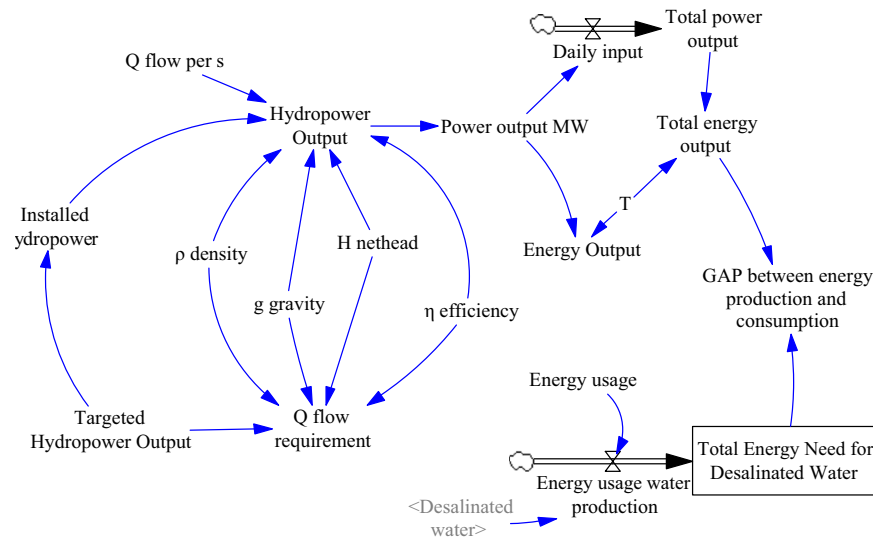 Total power
output
Daily input
Q flow per s
Hydropower
Output
Power output MW
Total energy
output
T
Installed
ydropower
ρ density
H nethead
Energy Output
g gravity
η efficiency
GAP between energy
production and
consumption
Energy usage
Targeted
Hydropower Output
Q flow
requirement
Total Energy Need for
Desalinated Water
Energy usage water
production
<Desalinated
water>